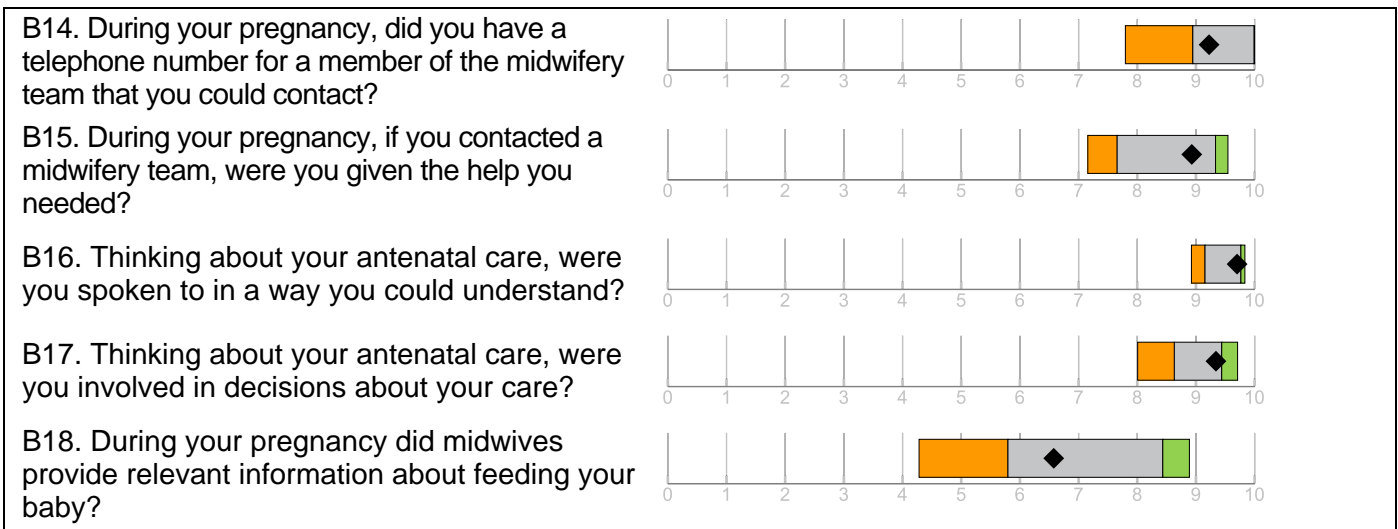 B14. During your pregnancy, did you have a
telephone number for a member of the midwifery
team that you could contact?
0 1 2 3 4 5 6 7 8 9 10
B15. During your pregnancy, if you contacted a
midwifery team, were you given the help you
needed?
0 1 2 3 4 5 6 7 8 9 10
B16. Thinking about your antenatal care, were
you spoken to in a way you could understand?
0 1 2 3 4 5 6 7 8 9 10
B17. Thinking about your antenatal care, were
you involved in decisions about your care?
0 1 2 3 4 5 6 7 8 9 10
B18. During your pregnancy did midwives
provide relevant information about feeding your
baby?
0 1 2 3 4 5 6 7 8 9 10